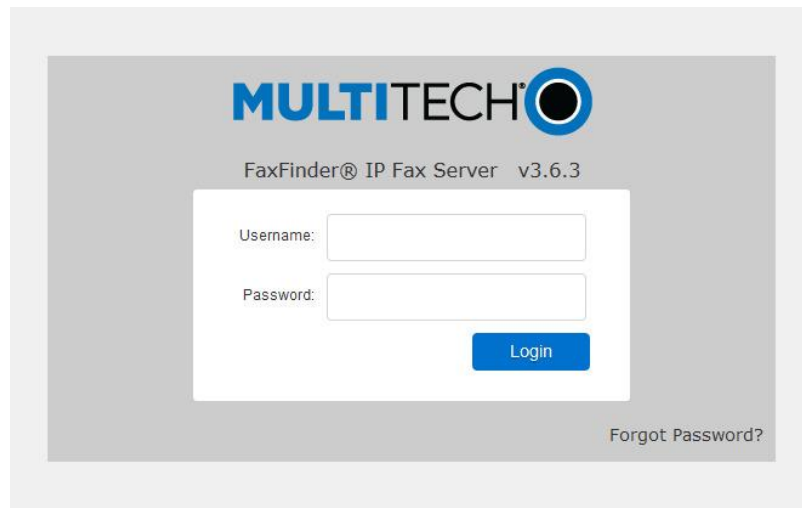 MULTITECH®
FaxFinder® IP Fax Server v3.6.3
Username:
Password:
Login
Forgot Password?